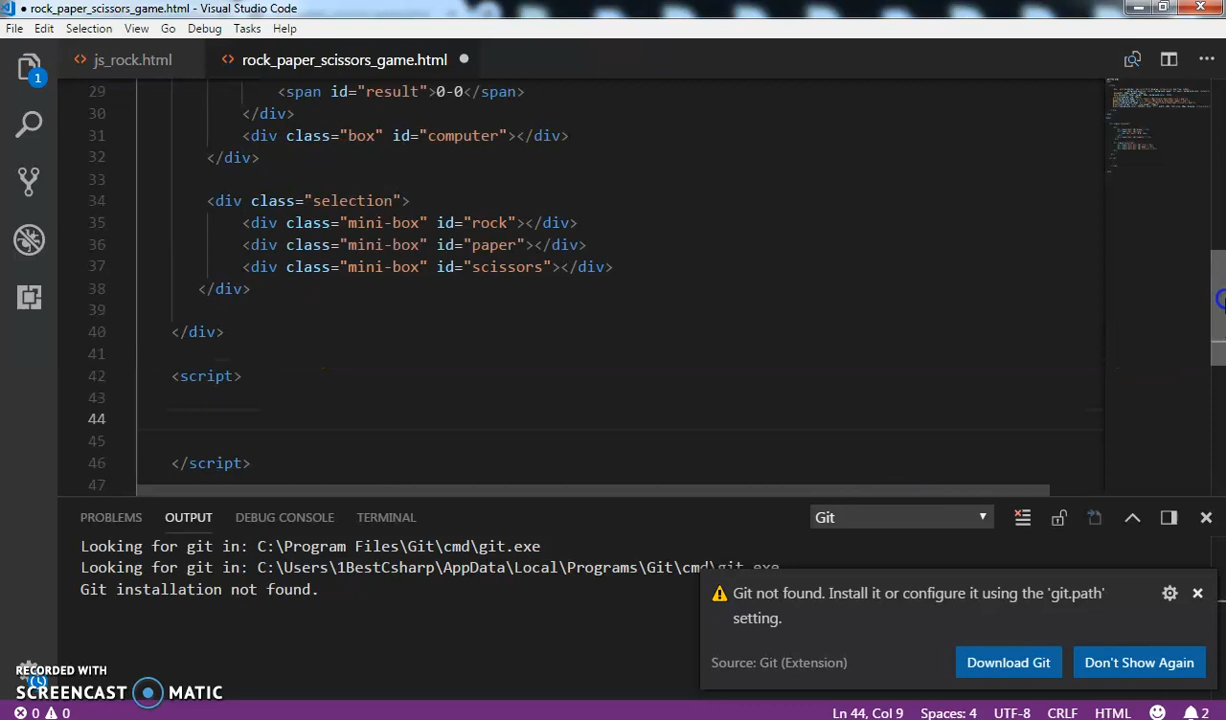 rock_paper_scissors_game.html - Visual Studio Code
File Edit Selection View Go Debug Tasks Help
1
<> js_rock.html <> rock_paper_scissors_game.html
29 <span id="result">0-0</span>
30 </div>
31 <div class="box" id="computer"></div>
32 </div>
33
34 <div class="selection">
35 <div class="mini-box" id="rock"></div>
36 <div class="mini-box" id="paper"></div>
37 <div class="mini-box" id="scissors"></div>
38 </div>
39
40 </div>
41
42 <script>
43
44
45
46 </script>
47
PROBLEMS OUTPUT DEBUG CONSOLE TERMINAL Git
Looking for git in: C:\Program Files\Git\cmd\git.exe
Looking for git in: C:\Users\1BestCsharp\AppData\Local\Programs\Git\cmd\git.exe
Git installation not found.
Git not found. Install it or configure it using the 'git.path'
setting.
Source: Git (Extension) Download Git Don't Show Again
RECORDED WITH
SCREENCAST MATIC
0 0 Ln 44, Col 9 Spaces: 4 UTF-8 CRLF HTML 2